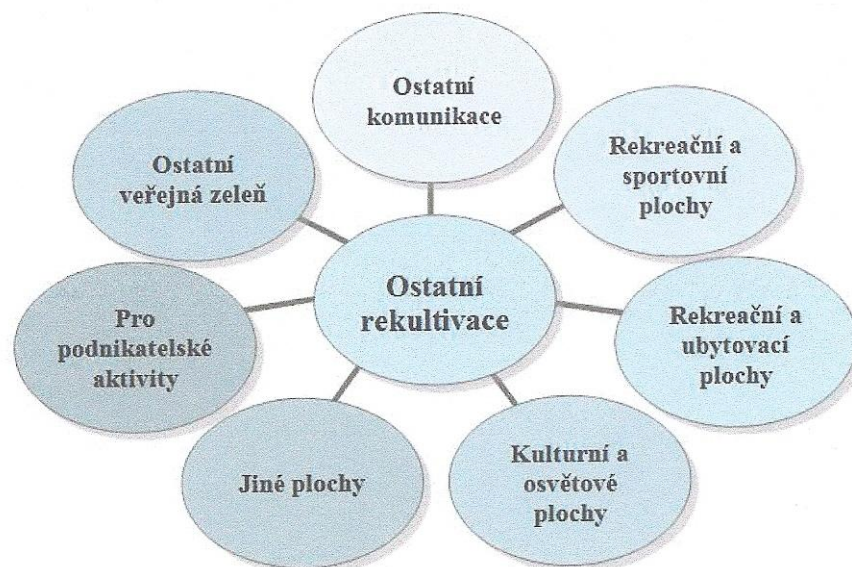 Ostatní
komunikace
Rekreační a
sportovní
plochy
Ostatní
veřejná zeleň
Ostatní
rekultivace
Pro
podnikatelské
aktivity
Rekreační a
ubytovací
plochy
Jiné plochy
Kulturní a
osvětové
plochy